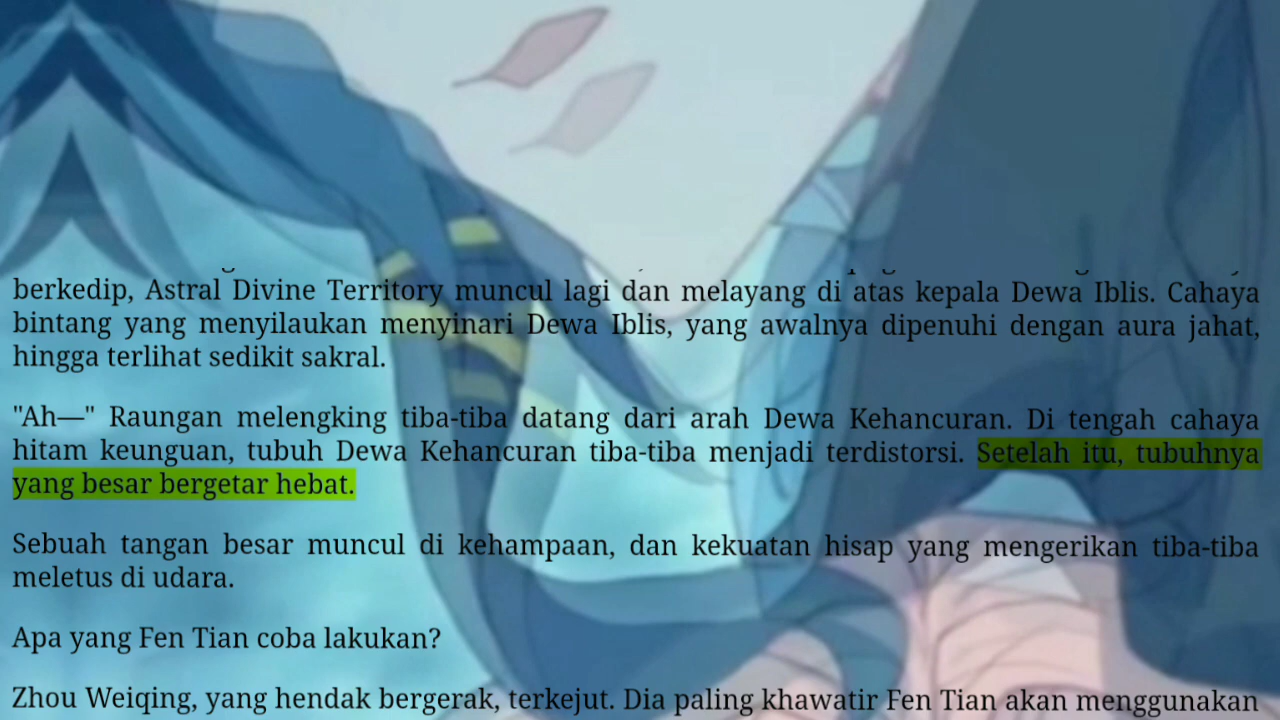 berkedip, Astral Divine Territory muncul lagi dan melayang di atas kepala Dewa Iblis. Cahaya
bintang yang menyilaukan menyinari Dewa Iblis, yang awalnya dipenuhi dengan aura jahat,
hingga terlihat sedikit sakral.
"Ah—" Raungan melengking tiba-tiba datang dari arah Dewa Kehancuran. Di tengah cahaya
hitam keunguan, tubuh Dewa Kehancuran tiba-tiba menjadi terdistorsi. Setelah itu, tubuhnya
yang besar bergetar hebat.
Sebuah tangan besar muncul di kehampaan, dan kekuatan hisap yang mengerikan tiba-tiba
meletus di udara.
Apa yang Fen Tian coba lakukan?
Zhou Weiqing, yang hendak bergerak, terkejut. Dia paling khawatir Fen Tian akan menggunakan